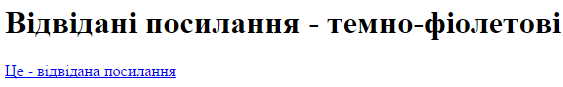 Відвідані посилання - темно-фіолетові
Це - відвідана посилання